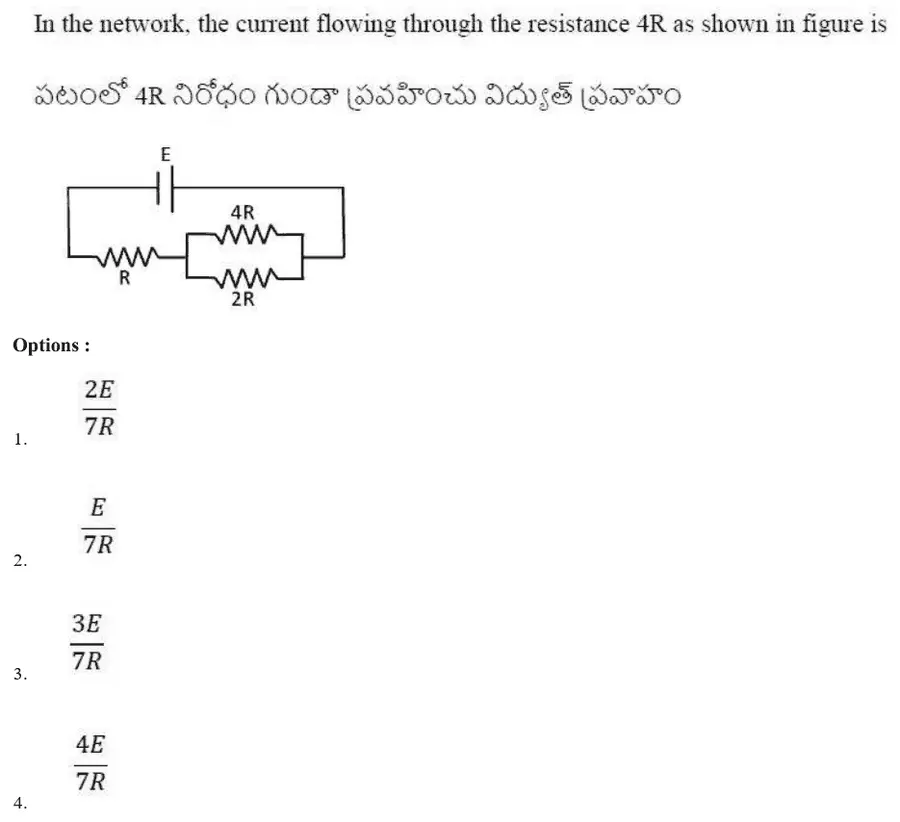 In the network, the current flowing through the resistance 4R as shown in figure is
పటంలో 4R నిరోధం గుండా ప్రవహించు విద్యుత్ ప్రవాహం
E
4R
R
2R
Options :
1. 2E/7R
2. E/7R
3. 3E/7R
4. 4E/7R